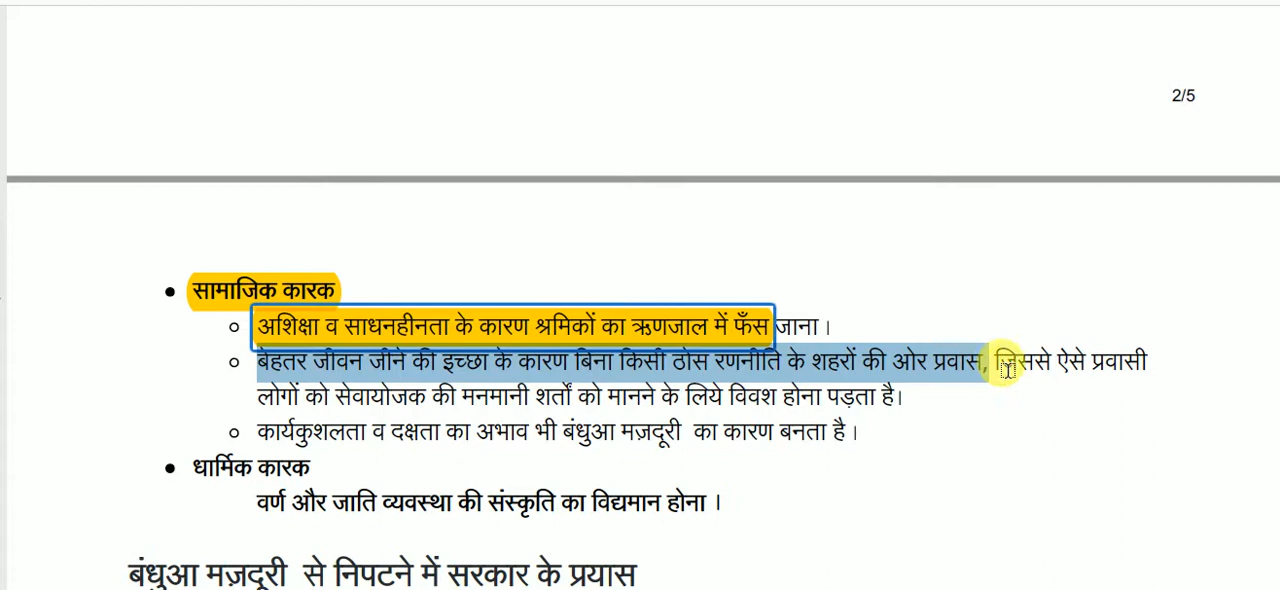 2/5
सामाजिक कारक
अशिक्षा व साधनहीनता के कारण श्रमिकों का ऋणजाल में फँस जाना ।
बेहतर जीवन जीने की इच्छा के कारण बिना किसी ठोस रणनीति के शहरों की ओर प्रवास, जिससे ऐसे प्रवासी
लोगों को सेवायोजक की मनमानी शर्तों को मानने के लिये विवश होना पड़ता है।
कार्यकुशलता व दक्षता का अभाव भी बंधुआ मज़दूरी का कारण बनता है ।
धार्मिक कारक
वर्ण और जाति व्यवस्था की संस्कृति का विद्यमान होना ।
बंधुआ मज़दूरी से निपटने में सरकार के प्रयास